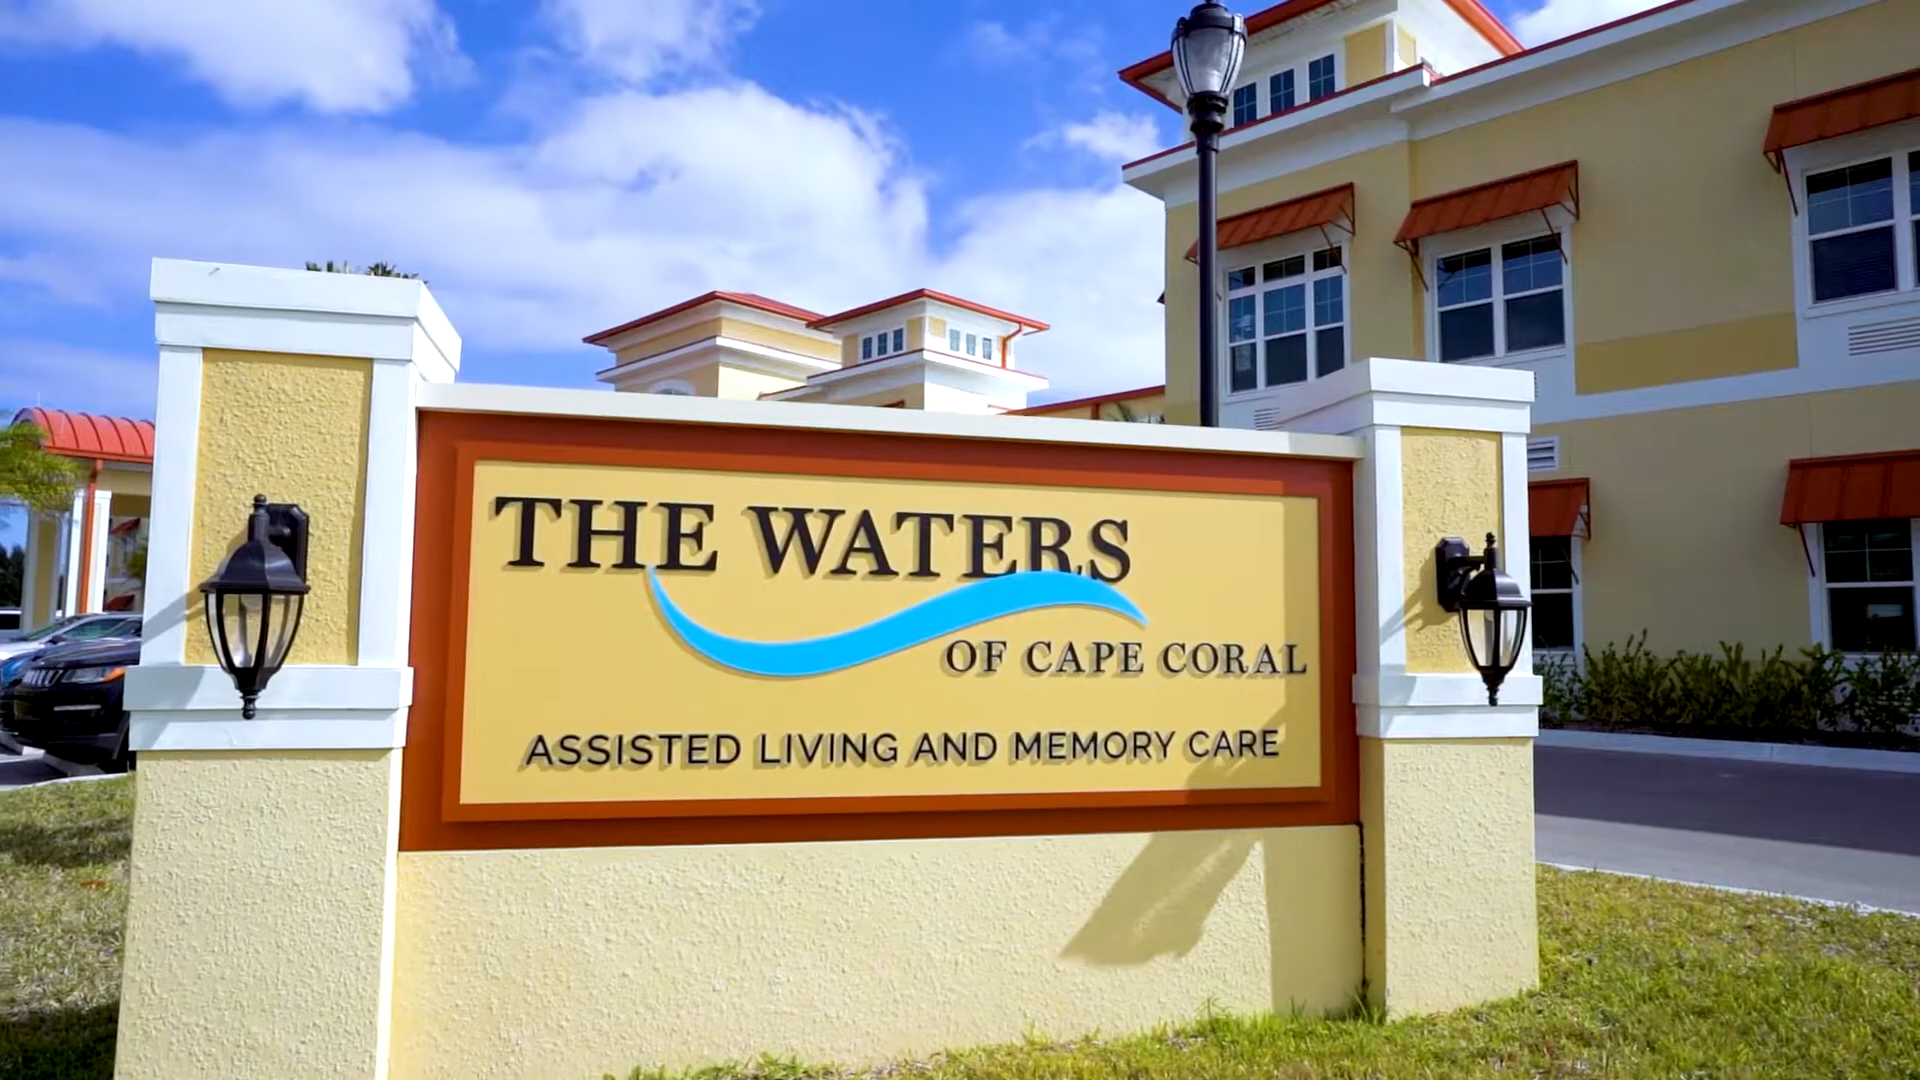 THE WATERS
OF CAPE CORAL
ASSISTED LIVING AND MEMORY CARE